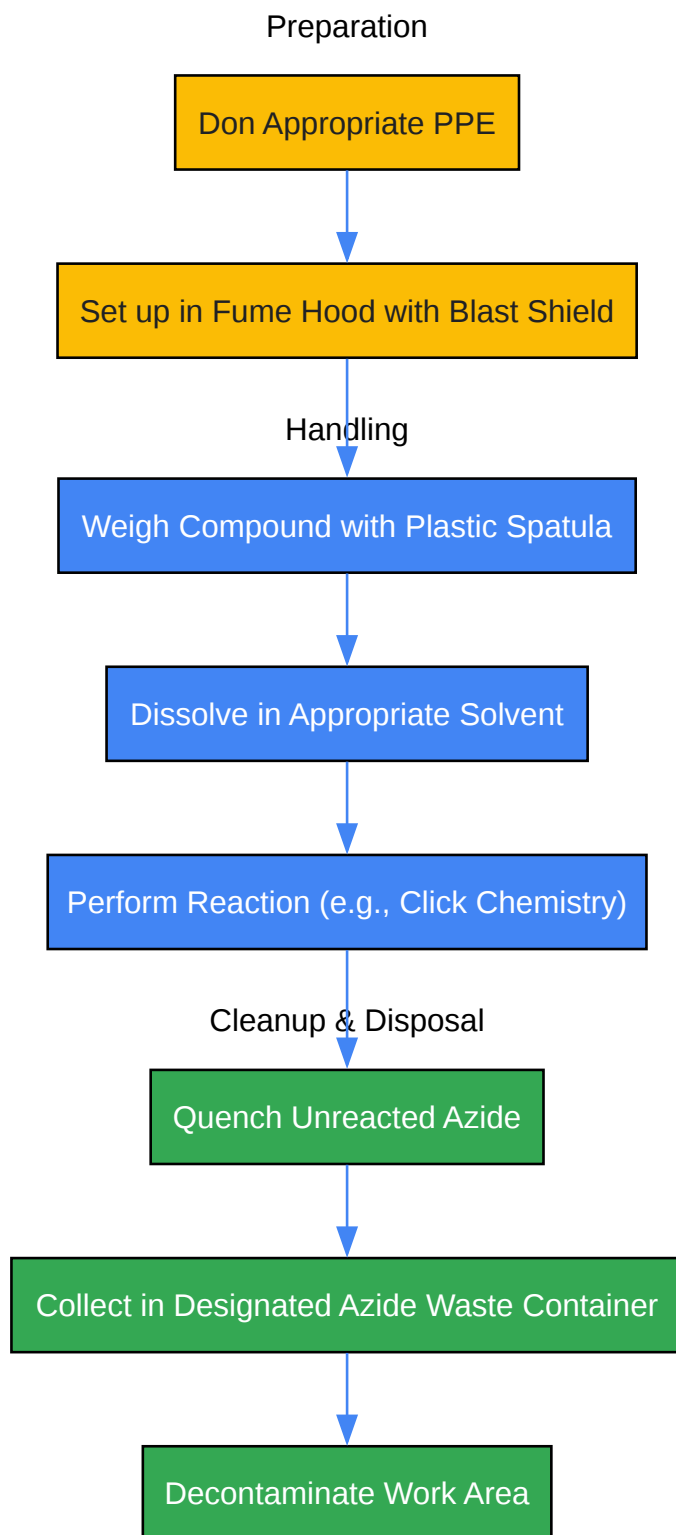 Preparation
Don Appropriate PPE
Set up in Fume Hood with Blast Shield
Handling
Weigh Compound with Plastic Spatula
Dissolve in Appropriate Solvent
Perform Reaction (e.g., Click Chemistry)
Cleanup & Disposal
Quench Unreacted Azide
Collect in Designated Azide Waste Container
Decontaminate Work Area